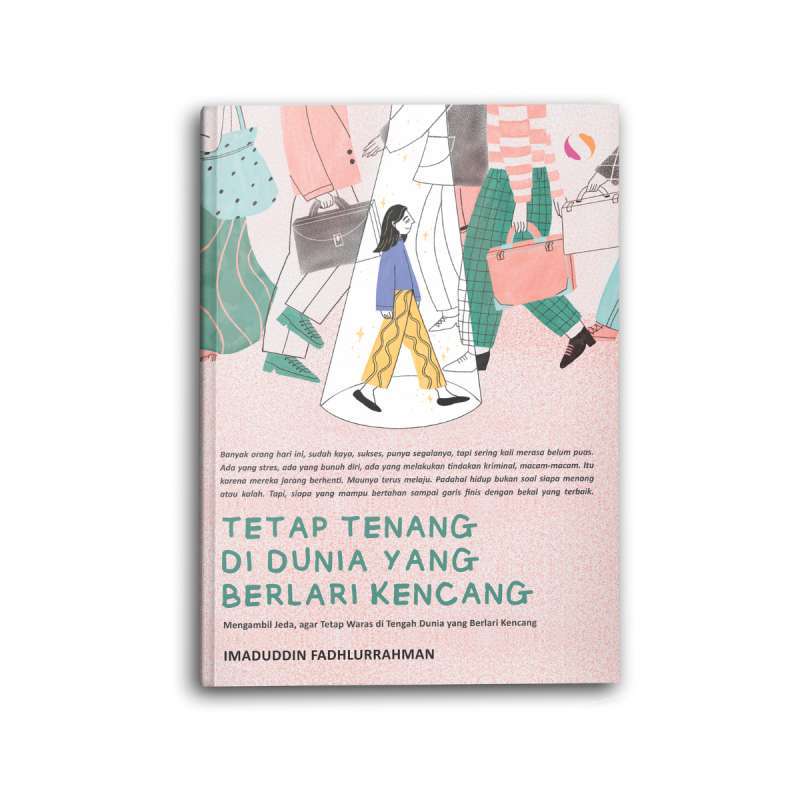 Banyak orang hari ini, sudah kaya, sukses, punya segalanya, tapi sering kali merasa belum puas.
Ada yang stres, ada yang bunuh diri, ada yang melakukan tindakan kriminal, macam-macam. Itu
karena mereka jarang berhenti. Maunya terus melaju. Padahal hidup bukan soal siapa menang
atau kalah. Tapi, siapa yang mampu bertahan sampai garis finis dengan bekal yang terbaik.
TETAP TENANG
DI DUNIA YANG
BERLARI KENCANG
Mengambil Jeda, agar Tetap Waras di Tengah Dunia yang Berlari Kencang
IMADUDDIN FADHLURRAHMAN